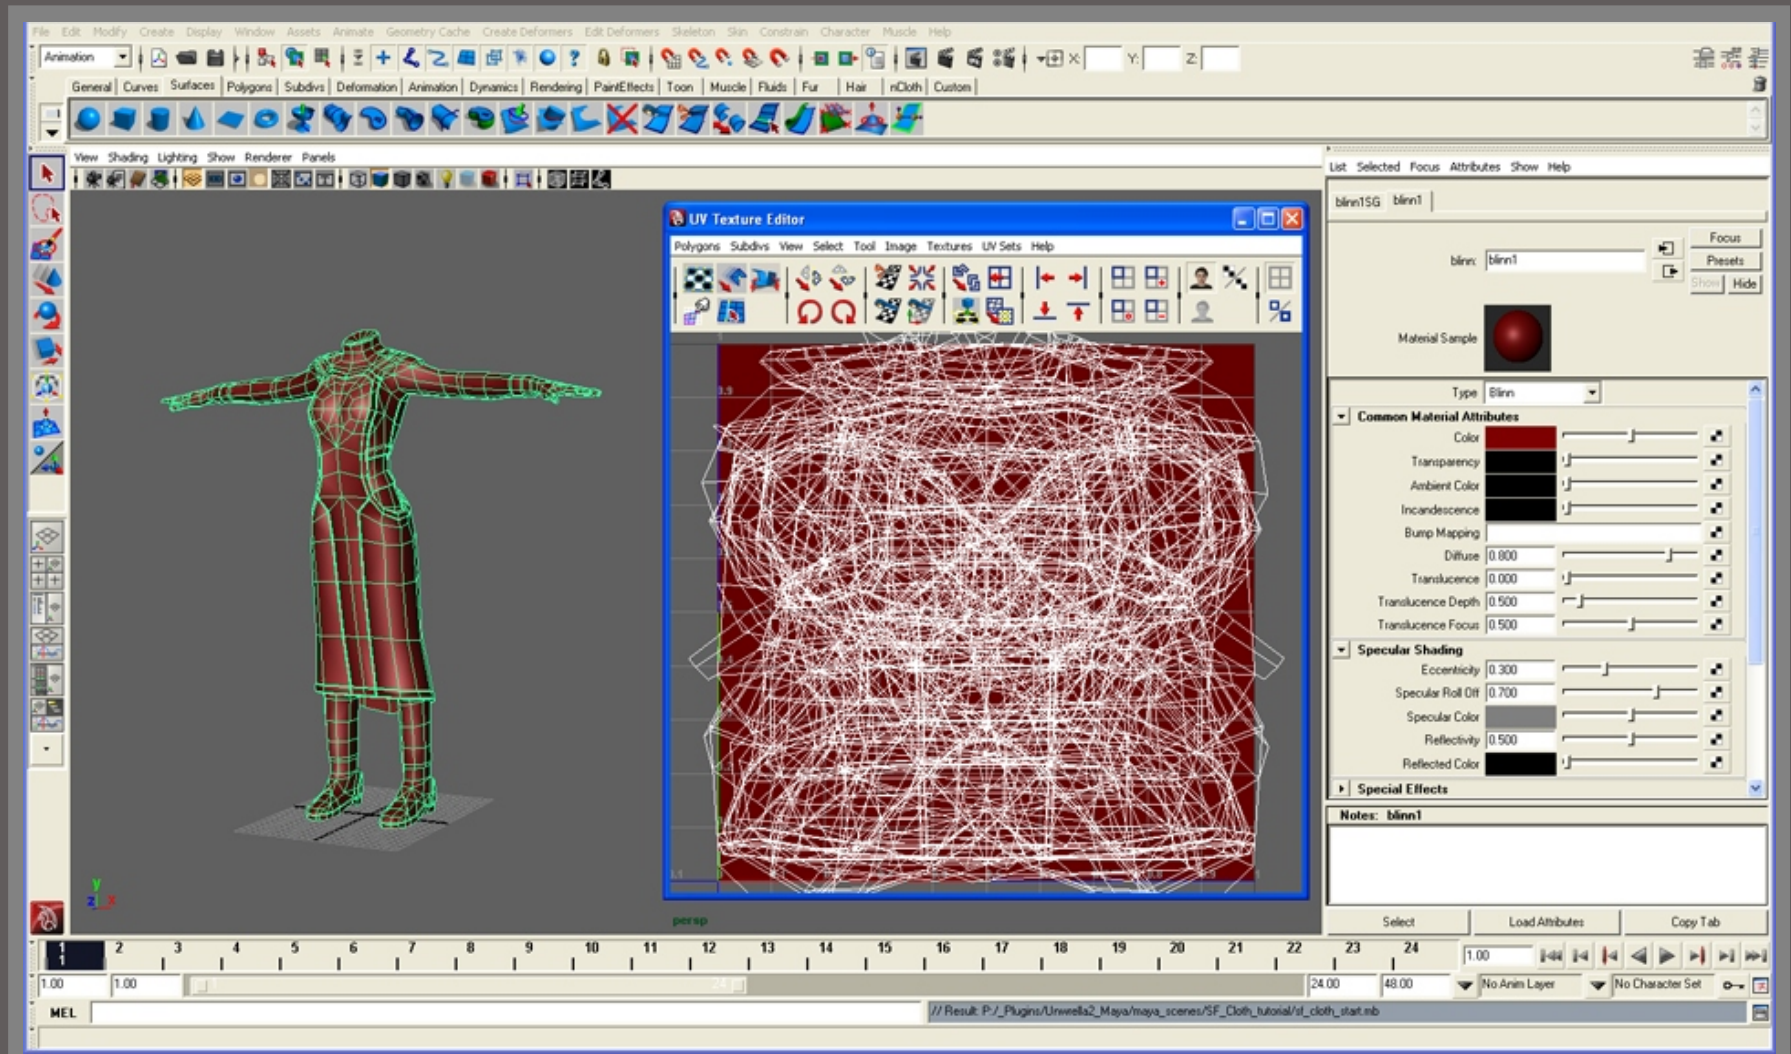 File Edit Modify Create Display Window Assets Animate Geometry Cache Create Deformers Edit Deformers Skeleton Skin Constrain Character Muscle Help
Animation X: Y: Z:
General Curves Surfaces Polygons Subdivs Deformation Animation Dynamics Rendering PaintEffects Toon Muscle Fluids Fur Hair nCloth Custom
View Shading Lighting Show Renderer Panels
UV Texture Editor
Polygons Subdivs View Select Tool Image Textures UV Sets Help
persp
y
z x
List Selected Focus Attributes Show Help
blinn1SG blinn1
Focus
blinn: blinn1
Presets
Show Hide
Material Sample
Type Blinn
Common Material Attributes
Color
Transparency
Ambient Color
Incandescence
Bump Mapping
Diffuse 0.800
Translucence 0.000
Translucence Depth 0.500
Translucence Focus 0.500
Specular Shading
Eccentricity 0.300
Specular Roll Off 0.700
Specular Color
Reflectivity 0.500
Reflected Color
Special Effects
Notes: blinn1
Select Load Attributes Copy Tab
1 2 3 4 5 6 7 8 9 10 11 12 13 14 15 16 17 18 19 20 21 22 23 24 1.00
1
1.00 1.00 1 24 24.00 48.00 No Anim Layer No Character Set
MEL // Result: P:/_Plugins/Unwrella2_Maya/maya_scenes/SF_Cloth_tutorial/sf_cloth_start.mb